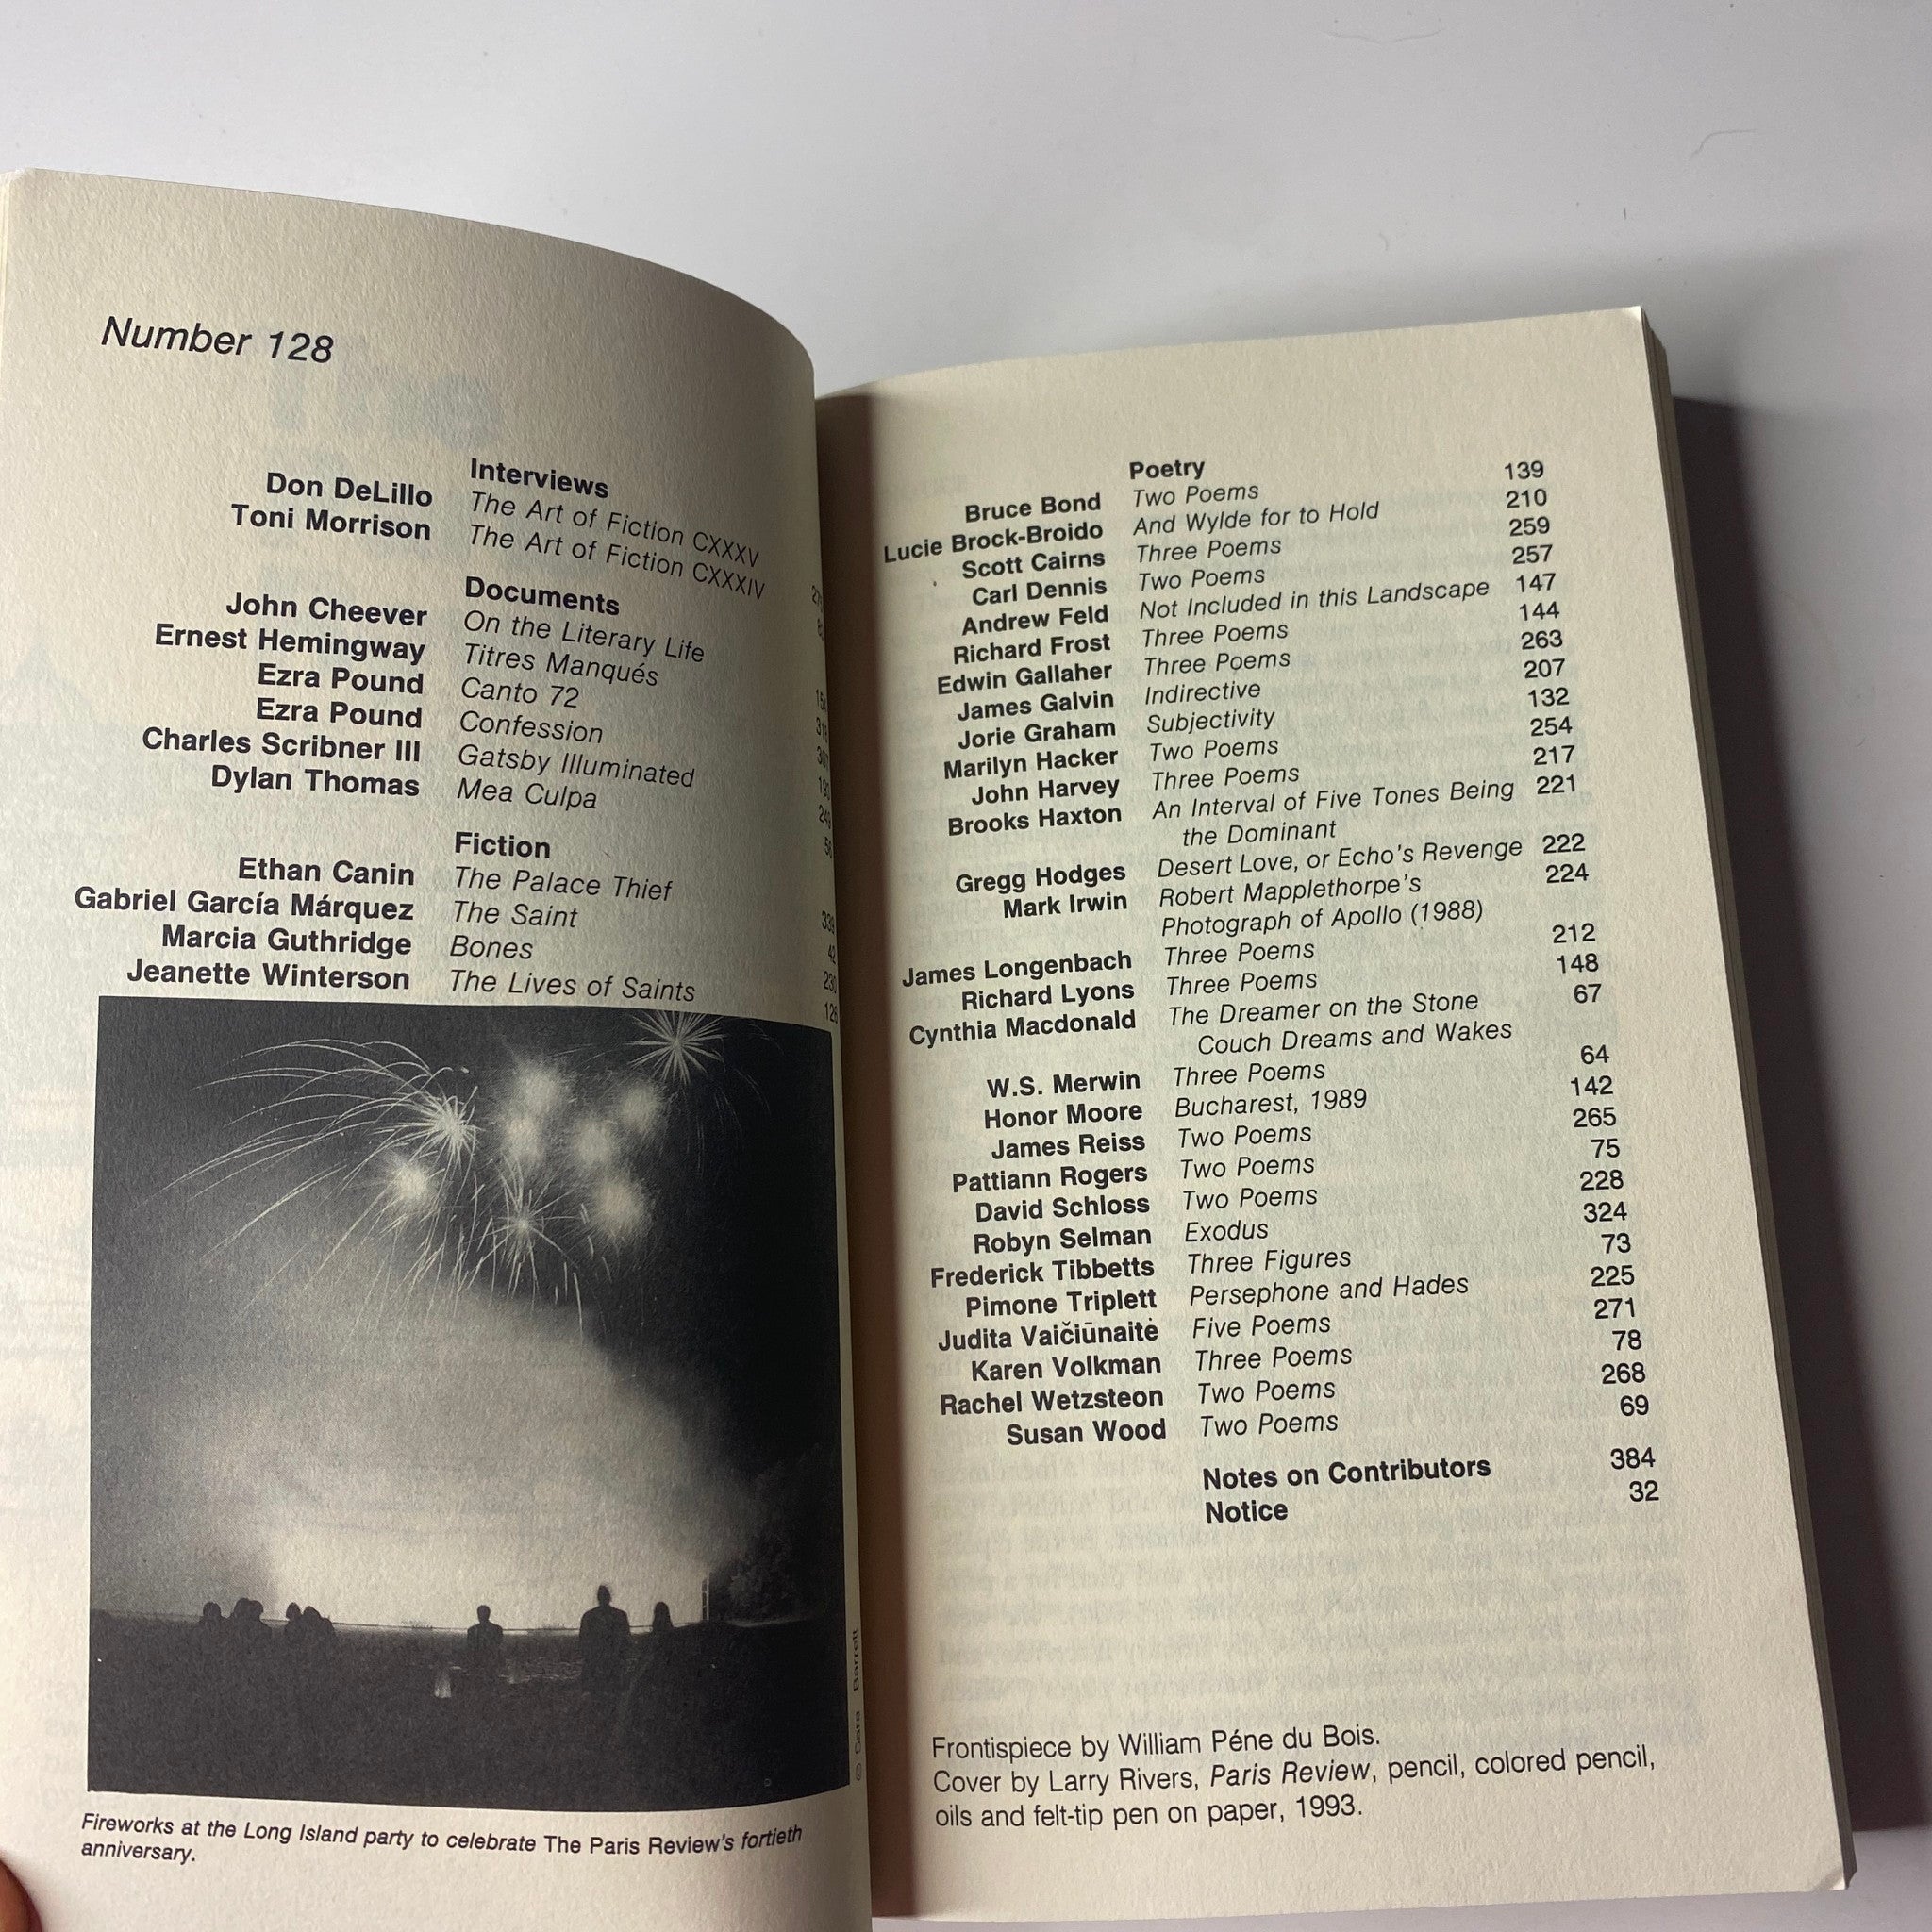 Number 128
Interviews
Don DeLillo The Art of Fiction CXXXV
Toni Morrison The Art of Fiction CXXXIV
Documents
John Cheever On the Literary Life
Ernest Hemingway Titres Manqués
Ezra Pound Canto 72
Ezra Pound Confession
Charles Scribner III Gatsby Illuminated
Dylan Thomas Mea Culpa
Fiction
Ethan Canin The Palace Thief 339
Gabriel García Márquez The Saint 42
Marcia Guthridge Bones 230
Jeanette Winterson The Lives of Saints 126
© Sara Barrett
Fireworks at the Long Island party to celebrate The Paris Review's fortieth
anniversary.
Poetry
Bruce Bond Two Poems 139
Lucie Brock-Broido And Wylde for to Hold 210
Scott Cairns Three Poems 259
Carl Dennis Two Poems 257
Andrew Feld Not Included in this Landscape 147
Richard Frost Three Poems 144
Edwin Gallaher Three Poems 263
James Galvin Indirective 207
Jorie Graham Subjectivity 132
Marilyn Hacker Two Poems 254
John Harvey Three Poems 217
Brooks Haxton An Interval of Five Tones Being 221
the Dominant
Gregg Hodges Desert Love, or Echo's Revenge 222
Mark Irwin Robert Mapplethorpe's 224
Photograph of Apollo (1988)
James Longenbach Three Poems 212
Richard Lyons Three Poems 148
Cynthia Macdonald The Dreamer on the Stone 67
Couch Dreams and Wakes
W.S. Merwin Three Poems 64
Honor Moore Bucharest, 1989 142
James Reiss Two Poems 265
Pattiann Rogers Two Poems 75
David Schloss Two Poems 228
Robyn Selman Exodus 324
Frederick Tibbetts Three Figures 73
Pimone Triplett Persephone and Hades 225
Judita Vaičiūnaitė Five Poems 271
Karen Volkman Three Poems 78
Rachel Wetzsteon Two Poems 268
Susan Wood Two Poems 69
Notes on Contributors 384
Notice 32
Frontispiece by William Péne du Bois.
Cover by Larry Rivers, Paris Review, pencil, colored pencil,
oils and felt-tip pen on paper, 1993.